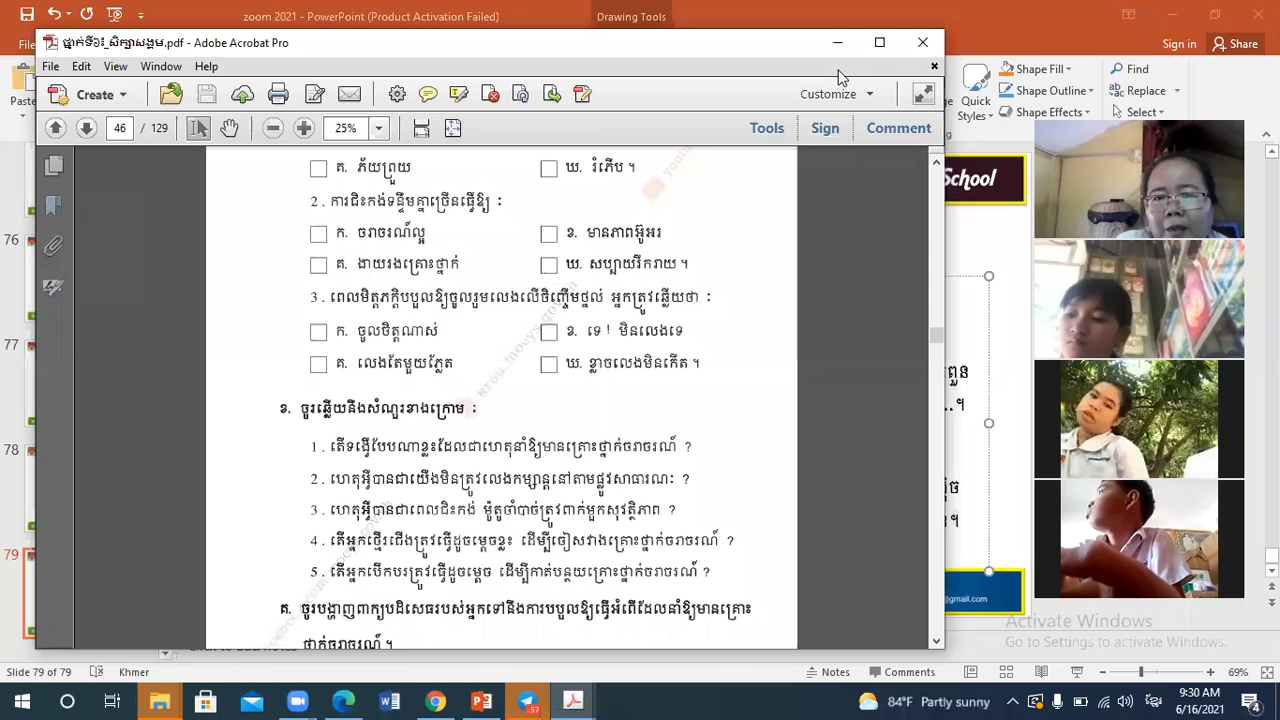 zoom 2021 - PowerPoint (Product Activation Failed)
Drawing Tools
ថ្នាក់ទី៦៖ សិក្សាសង្គម.pdf - Adobe Acrobat Pro
Sign in
Share
File
Edit View Window Help
Create
Customize
46 / 129
25%
Tools Sign Comment
Paste
Quick
Styles
Shape Fill
Shape Outline
Shape Effects
Find
Replace
Select
School
គ. ភ័យព្រួយ
ឃ. រំភើប ។
2 . ការជិះកង់ទន្ទឹមគ្នាច្រើនធ្វើឱ្យ ៖
ក. ចរាចរណ៍ល្អ
ខ. មានភាពអ៊ូអរ
គ. ងាយរងគ្រោះថ្នាក់
ឃ. សប្បាយរីករាយ ។
3 . ពេលមិត្តភក្តិបបួលឱ្យចូលរួមលេងលើចិញ្ចើមថ្នល់ អ្នកត្រូវឆ្លើយថា ៖
ក. ចូលចិត្តណាស់
ខ. ទេ ! មិនលេងទេ
គ. លេងតែមួយភ្លែត
ឃ. ខ្លាចលេងមិនកើត ។
ខ. ចូរឆ្លើយនឹងសំណួរខាងក្រោម ៖
1 . តើទង្វើបែបណាខ្លះដែលជាហេតុនាំឱ្យមានគ្រោះថ្នាក់ចរាចរណ៍ ?
2 . ហេតុអ្វីបានជាយើងមិនត្រូវលេងកម្សាន្តនៅតាមផ្លូវសាធារណៈ ?
3 . ហេតុអ្វីបានជាពេលជិះកង់ ម៉ូតូចាំបាច់ត្រូវពាក់មួកសុវត្ថិភាព ?
4 . តើអ្នកថ្មើរជើងត្រូវធ្វើដូចម្តេចខ្លះ ដើម្បីចៀសវាងគ្រោះថ្នាក់ចរាចរណ៍ ?
5 . តើអ្នកបើកបរត្រូវធ្វើដូចម្តេច ដើម្បីកាត់បន្ថយគ្រោះថ្នាក់ចរាចរណ៍ ?
គ. ចូរបង្ហាញពាក្យបដិសេធរបស់អ្នកទៅនឹងការបបួលឱ្យធ្វើអំពើដែលនាំឱ្យមានគ្រោះ
ថ្នាក់ចរាចរណ៍ ។
76
77
78
79
@gmail.com
Activate Windows
Go to Settings to activate Windows.
Slide 79 of 79
Khmer
Notes
Comments
69%
84°F Partly sunny
9:30 AM
6/16/2021